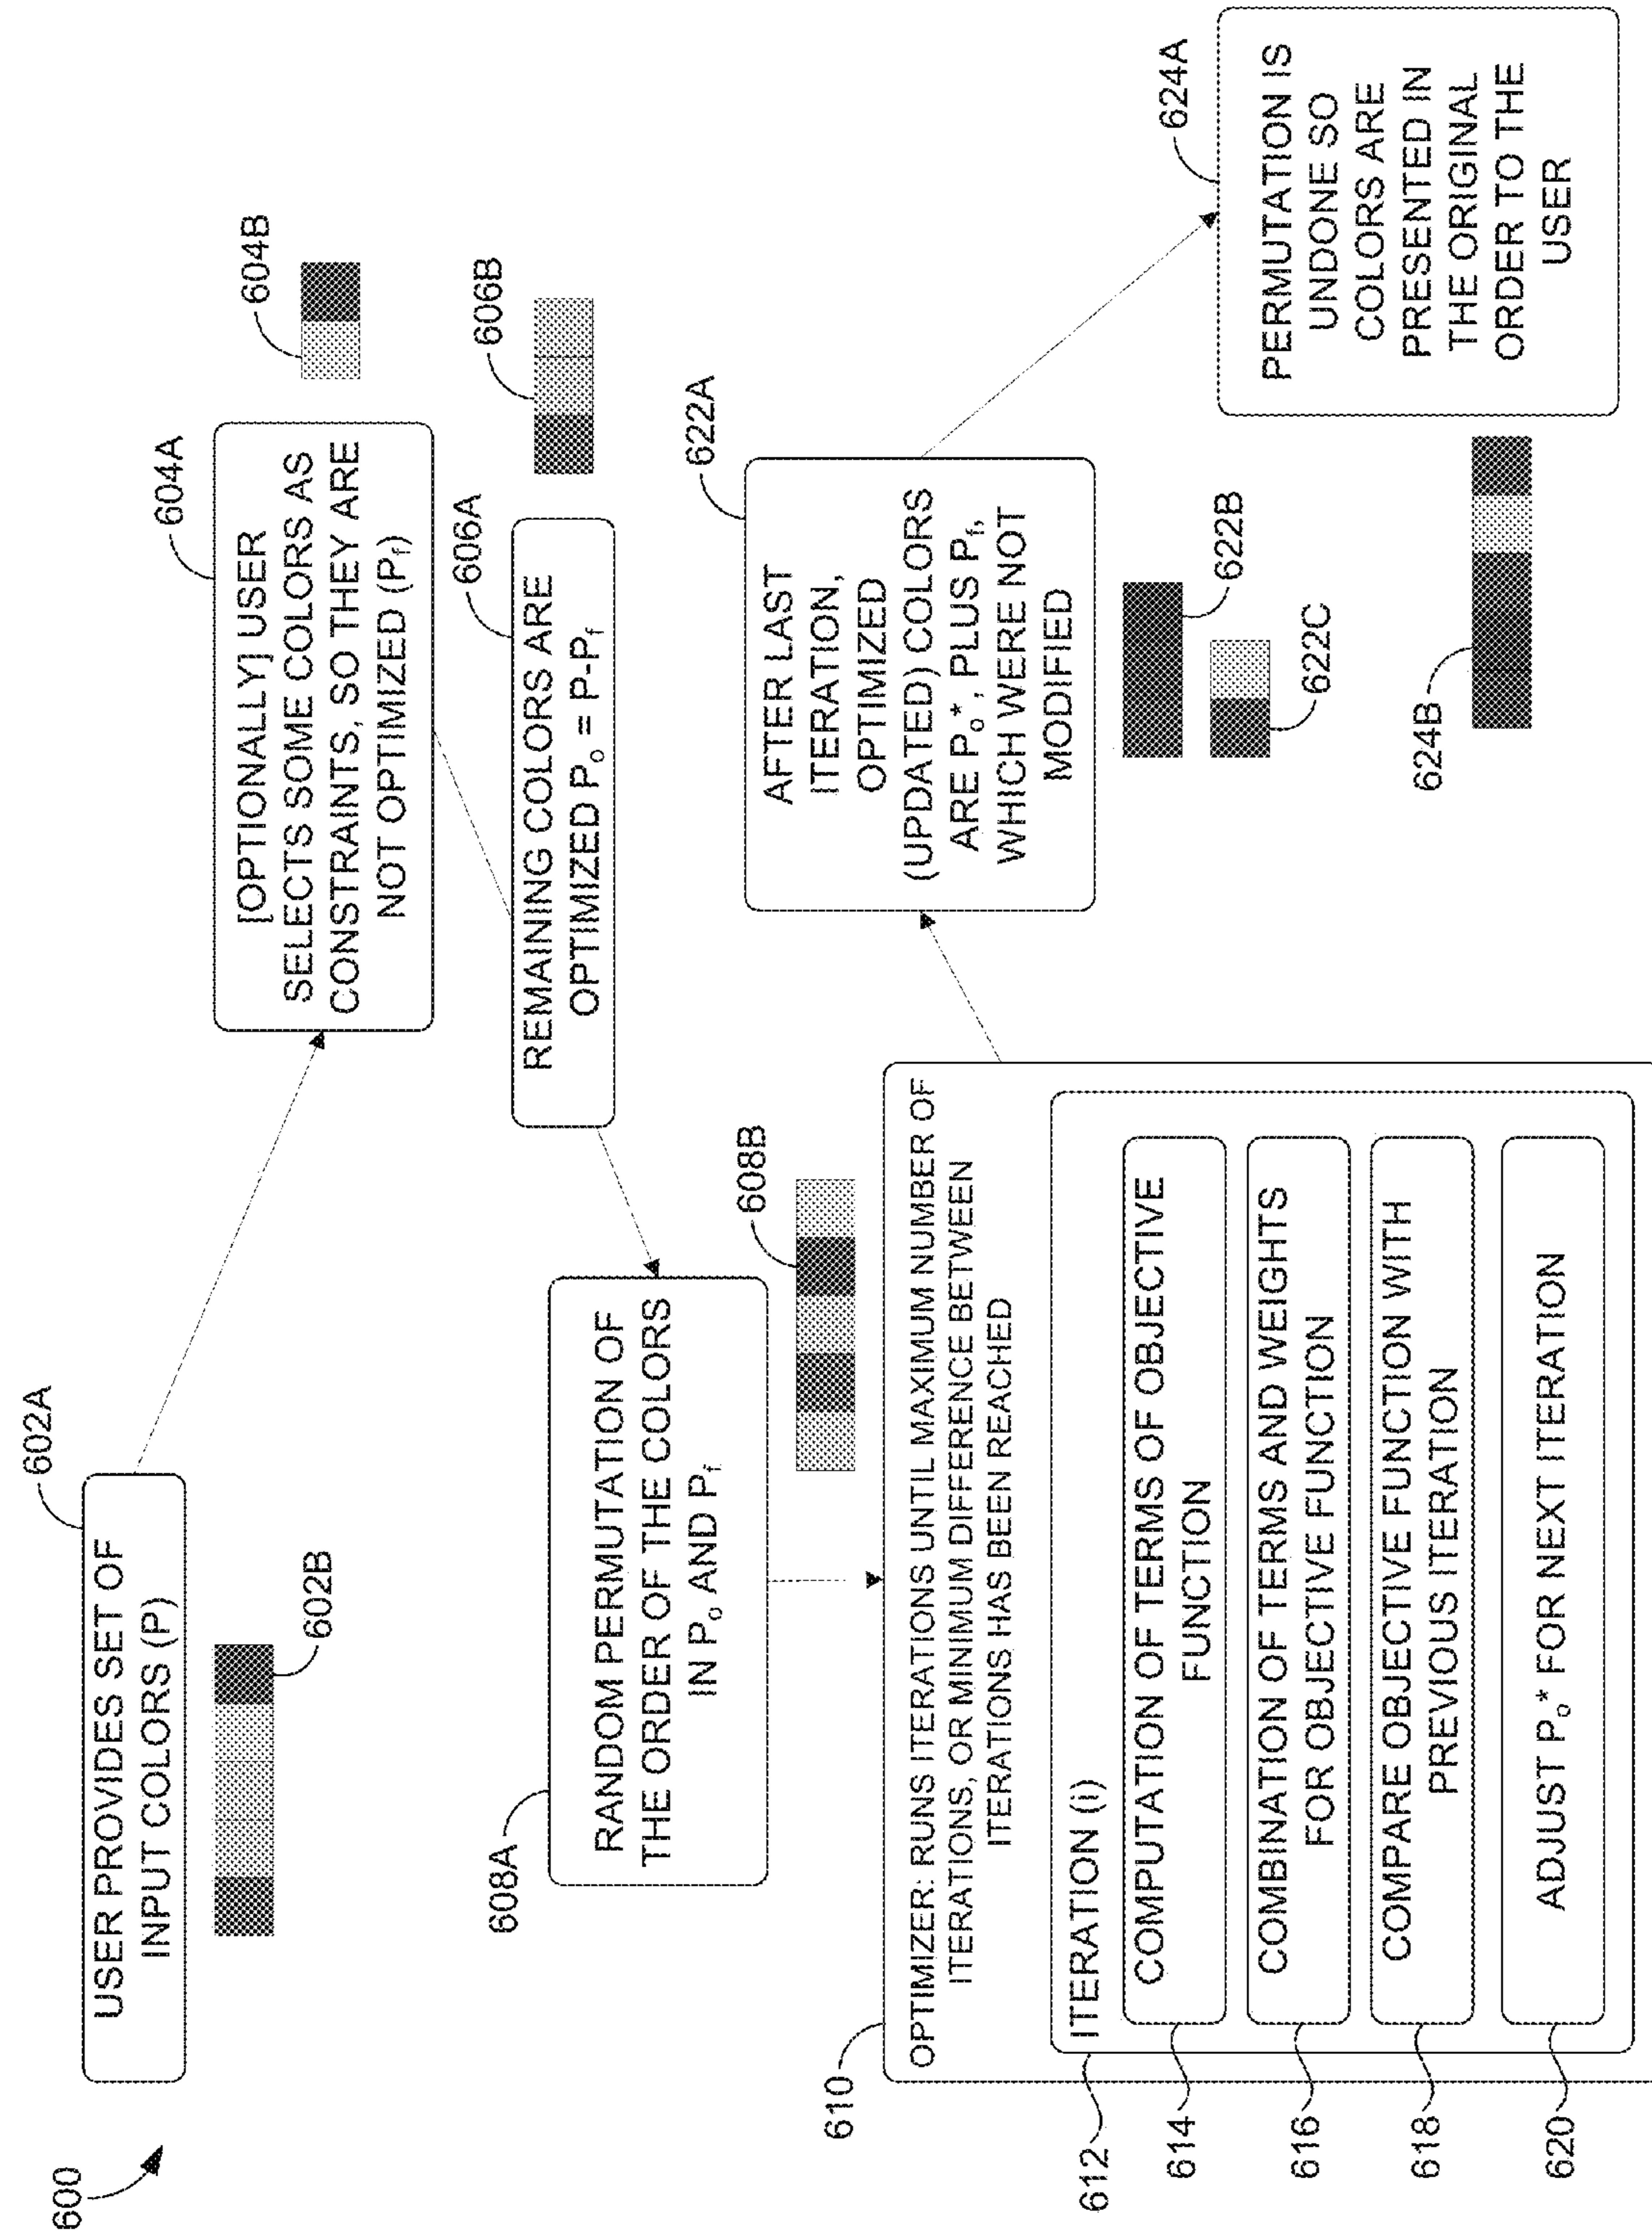 600
602A
USER PROVIDES SET OF
INPUT COLORS (P)
602B
604A
[OPTIONALLY] USER
SELECTS SOME COLORS AS
CONSTRAINTS, SO THEY ARE
NOT OPTIMIZED (Pf)
604B
606A
REMAINING COLORS ARE
OPTIMIZED Po = P-Pf
606B
608A
RANDOM PERMUTATION OF
THE ORDER OF THE COLORS
IN Po AND Pf
608B
610
OPTIMIZER: RUNS ITERATIONS UNTIL MAXIMUM NUMBER OF
ITERATIONS, OR MINIMUM DIFFERENCE BETWEEN
ITERATIONS HAS BEEN REACHED
612
ITERATION (i)
614
COMPUTATION OF TERMS OF OBJECTIVE
FUNCTION
616
COMBINATION OF TERMS AND WEIGHTS
FOR OBJECTIVE FUNCTION
618
COMPARE OBJECTIVE FUNCTION WITH
PREVIOUS ITERATION
620
ADJUST Po* FOR NEXT ITERATION
622A
AFTER LAST
ITERATION,
OPTIMIZED
(UPDATED) COLORS
ARE Po*, PLUS Pf,
WHICH WERE NOT
MODIFIED
622B
622C
624A
PERMUTATION IS
UNDONE SO
COLORS ARE
PRESENTED IN
THE ORIGINAL
ORDER TO THE
USER
624B